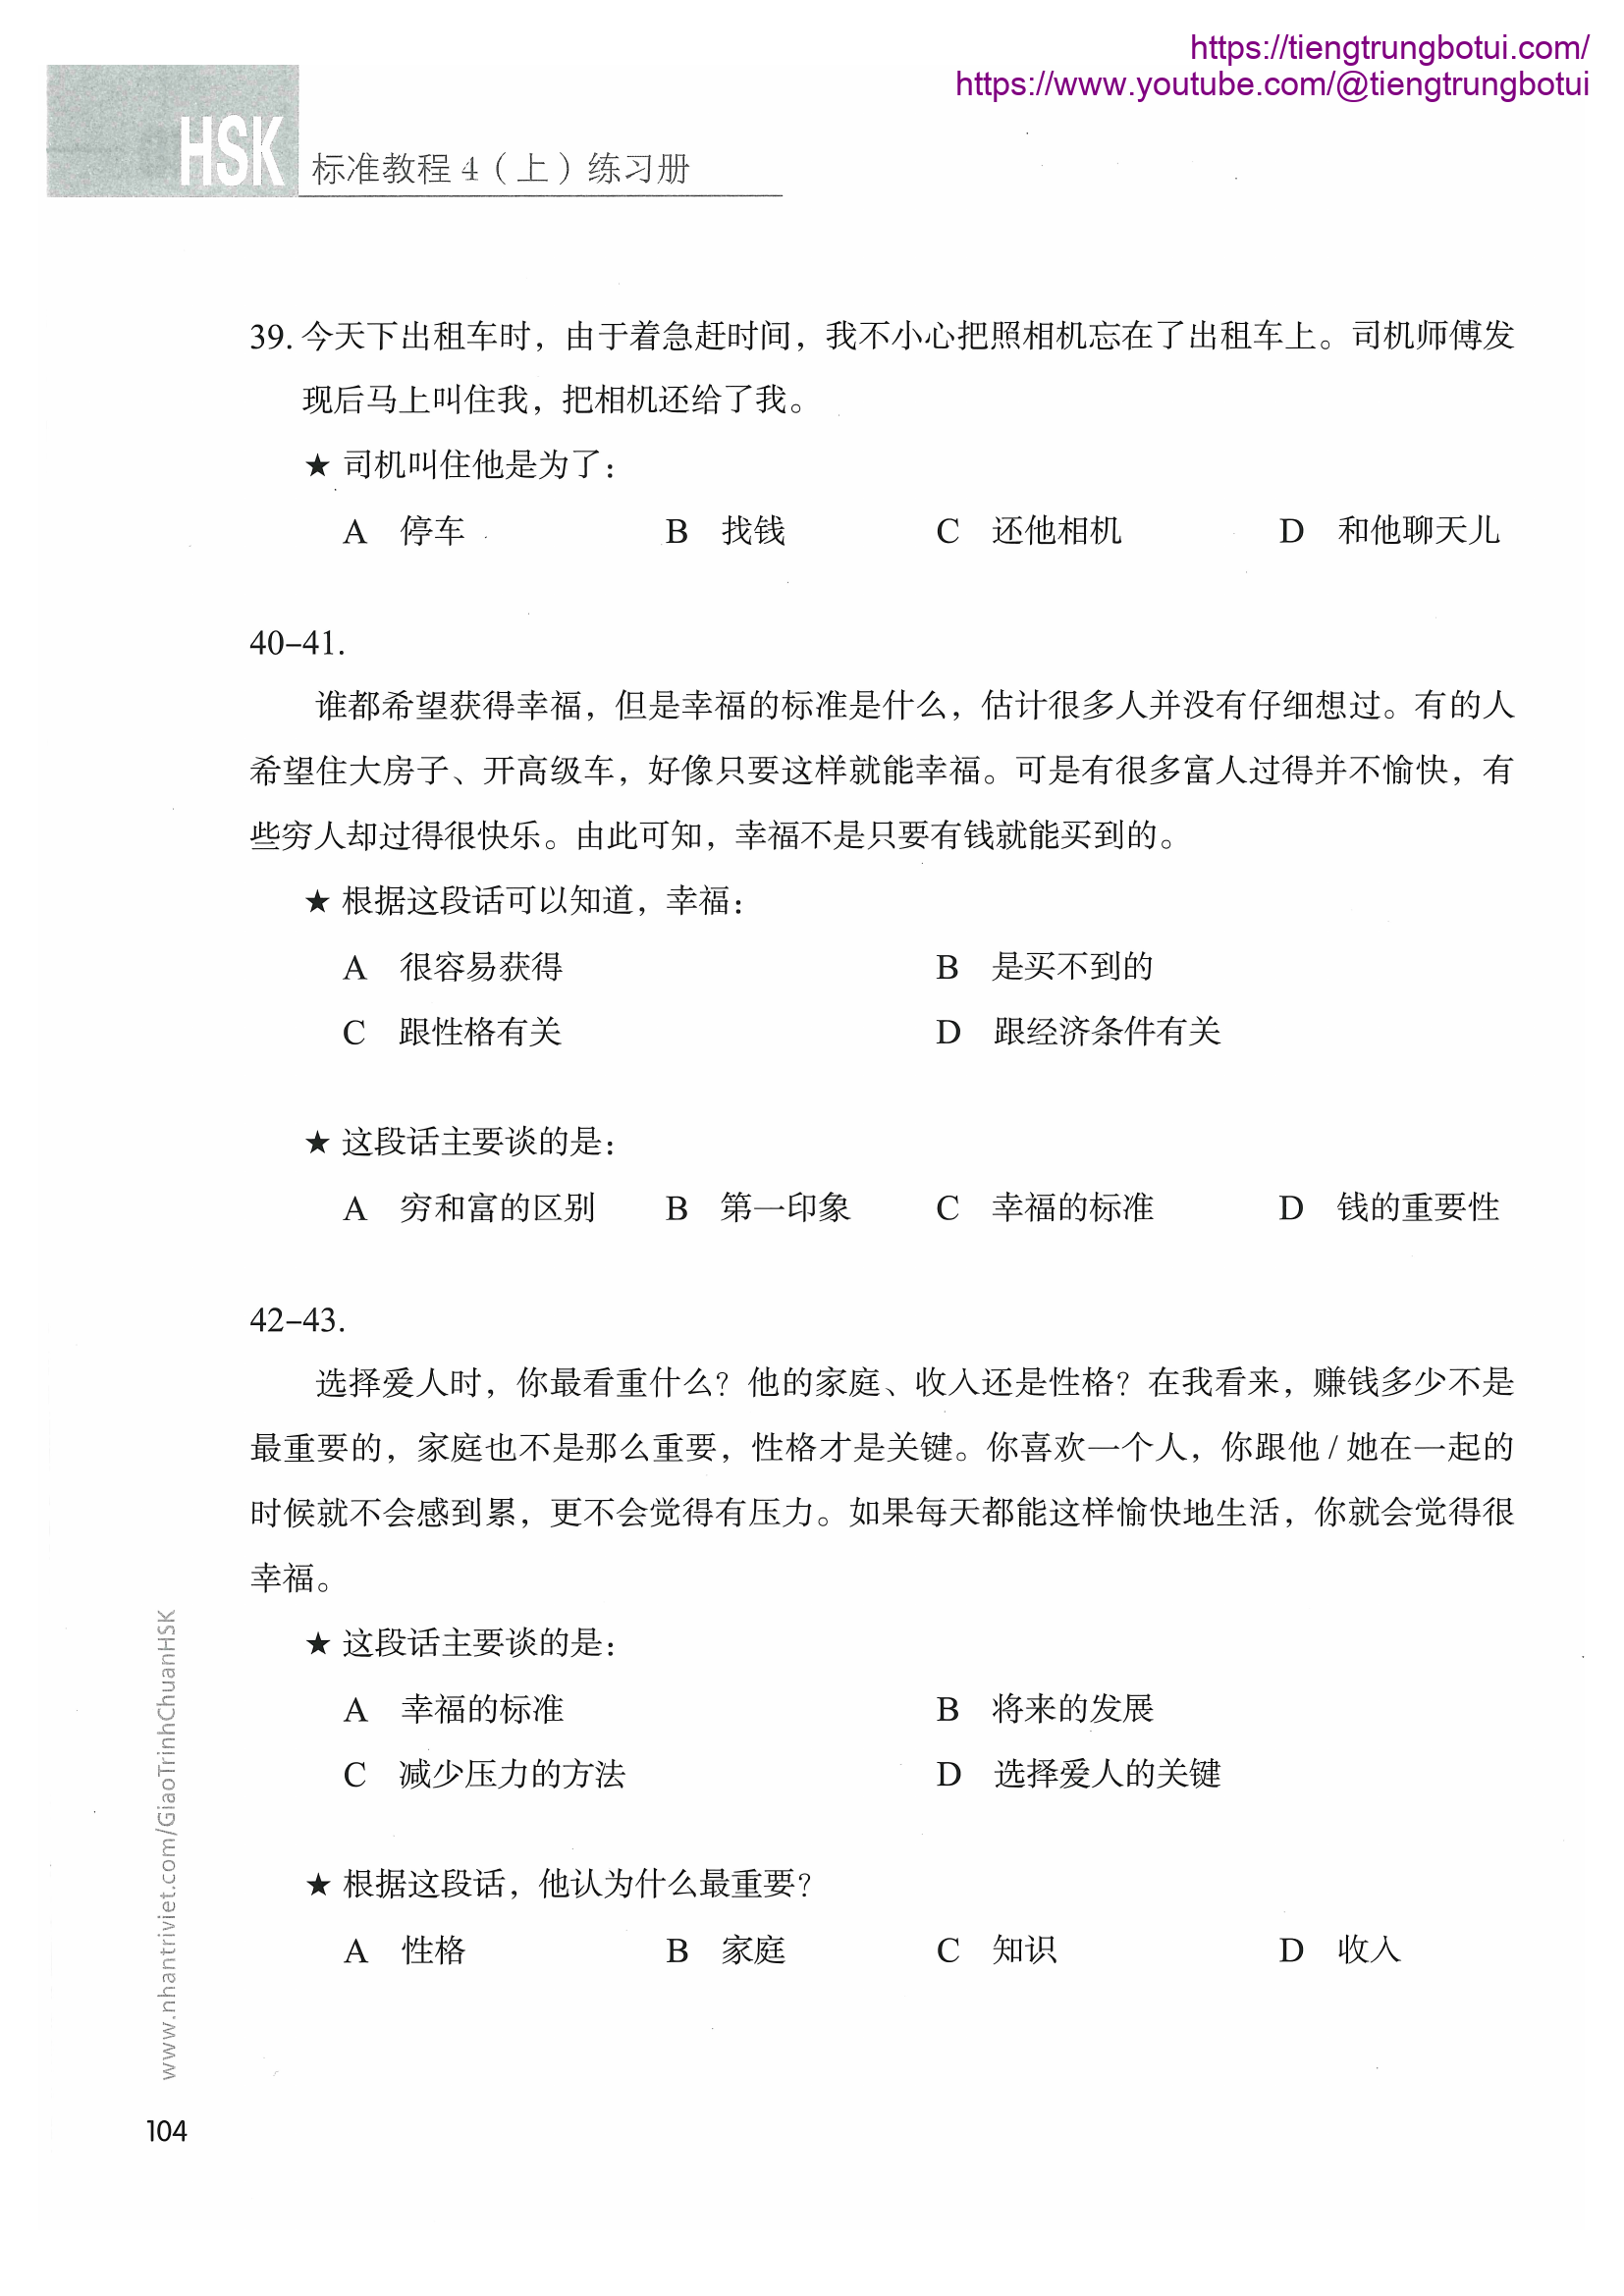 https://tiengtrungbotui.com/
https://www.youtube.com/@tiengtrungbotui
HSK 标准教程 4（上）练习册
39. 今天下出租车时，由于着急赶时间，我不小心把照相机忘在了出租车上。司机师傅发
现后马上叫住我，把相机还给了我。
★ 司机叫住他是为了：
A 停车 B 找钱 C 还他相机 D 和他聊天儿
40–41.
谁都希望获得幸福，但是幸福的标准是什么，估计很多人并没有仔细想过。有的人
希望住大房子、开高级车，好像只要这样就能幸福。可是有很多富人过得并不愉快，有
些穷人却过得很快乐。由此可知，幸福不是只要有钱就能买到的。
★ 根据这段话可以知道，幸福：
A 很容易获得 B 是买不到的
C 跟性格有关 D 跟经济条件有关
★ 这段话主要谈的是：
A 穷和富的区别 B 第一印象 C 幸福的标准 D 钱的重要性
42–43.
选择爱人时，你最看重什么？他的家庭、收入还是性格？在我看来，赚钱多少不是
最重要的，家庭也不是那么重要，性格才是关键。你喜欢一个人，你跟他 / 她在一起的
时候就不会感到累，更不会觉得有压力。如果每天都能这样愉快地生活，你就会觉得很
幸福。
★ 这段话主要谈的是：
A 幸福的标准 B 将来的发展
C 减少压力的方法 D 选择爱人的关键
★ 根据这段话，他认为什么最重要？
A 性格 B 家庭 C 知识 D 收入
www.nhantriviet.com/GiaoTrinhChuanHSK
104